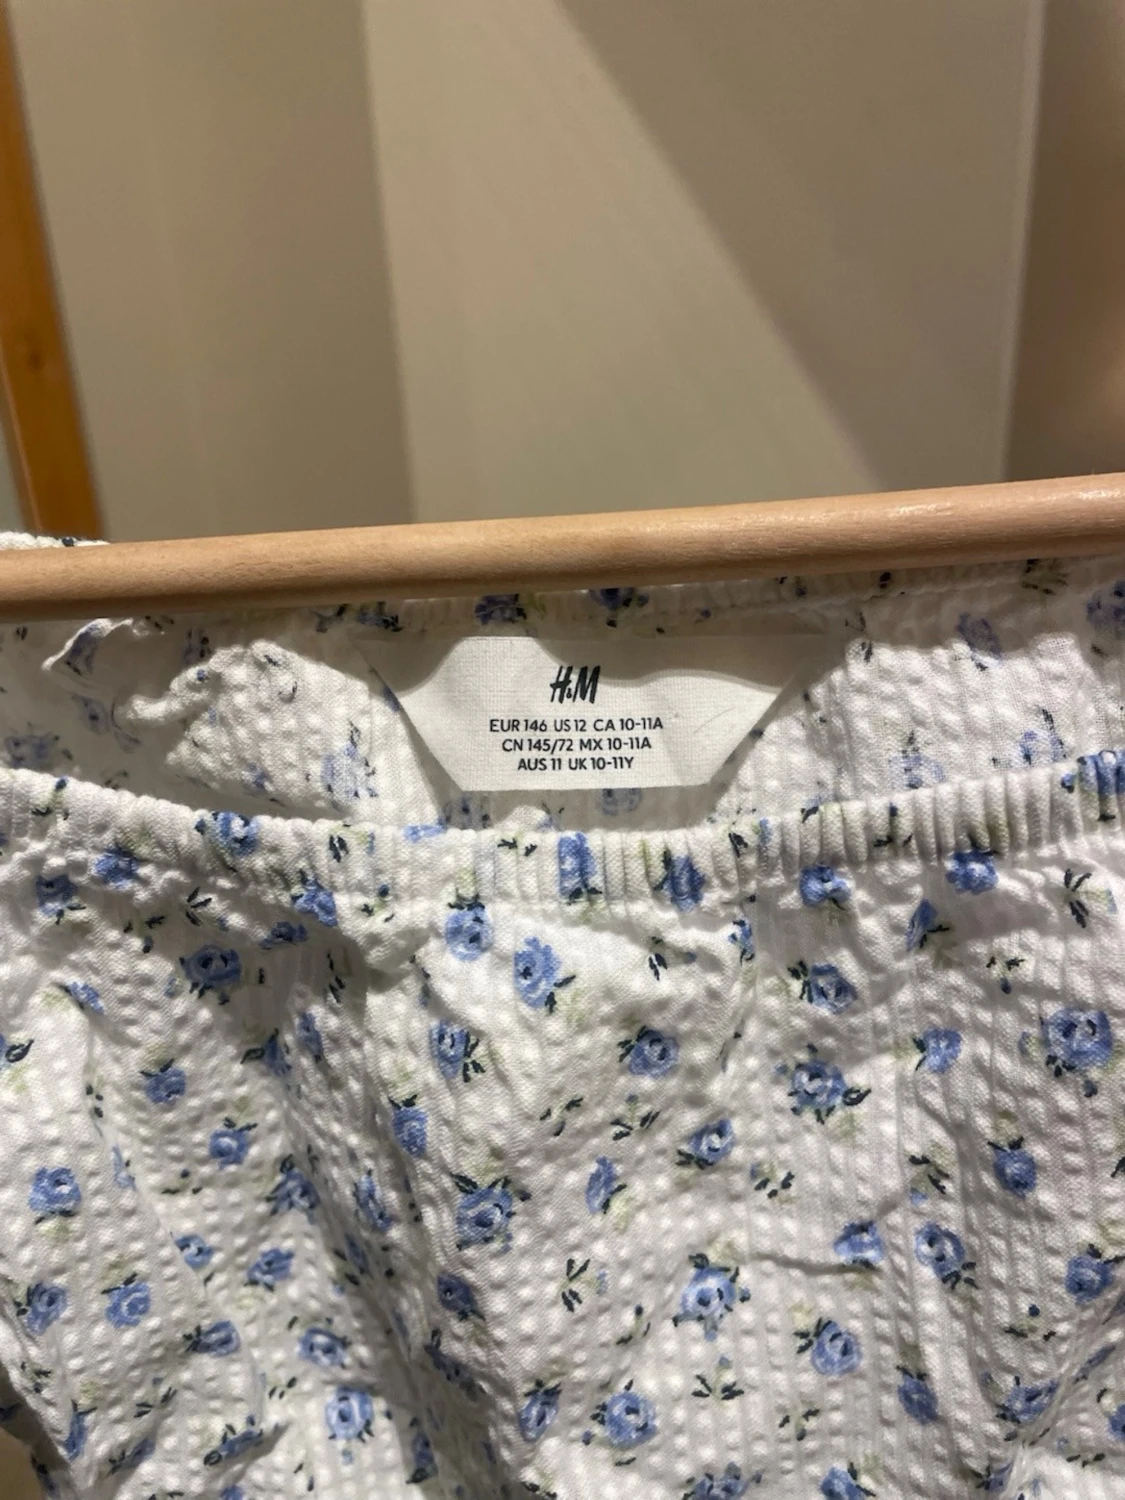 H&M
EUR 146 US 12 CA 10-11A
CN 145/72 MX 10-11A
AUS 11 UK 10-11Y